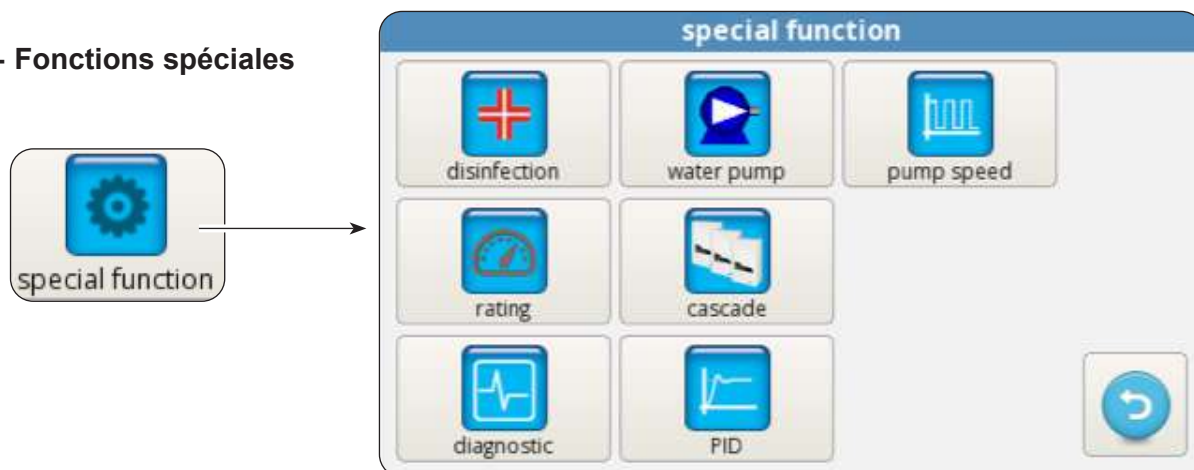 - Fonctions spéciales
special function
special function
disinfection
water pump
pump speed
rating
cascade
diagnostic
PID